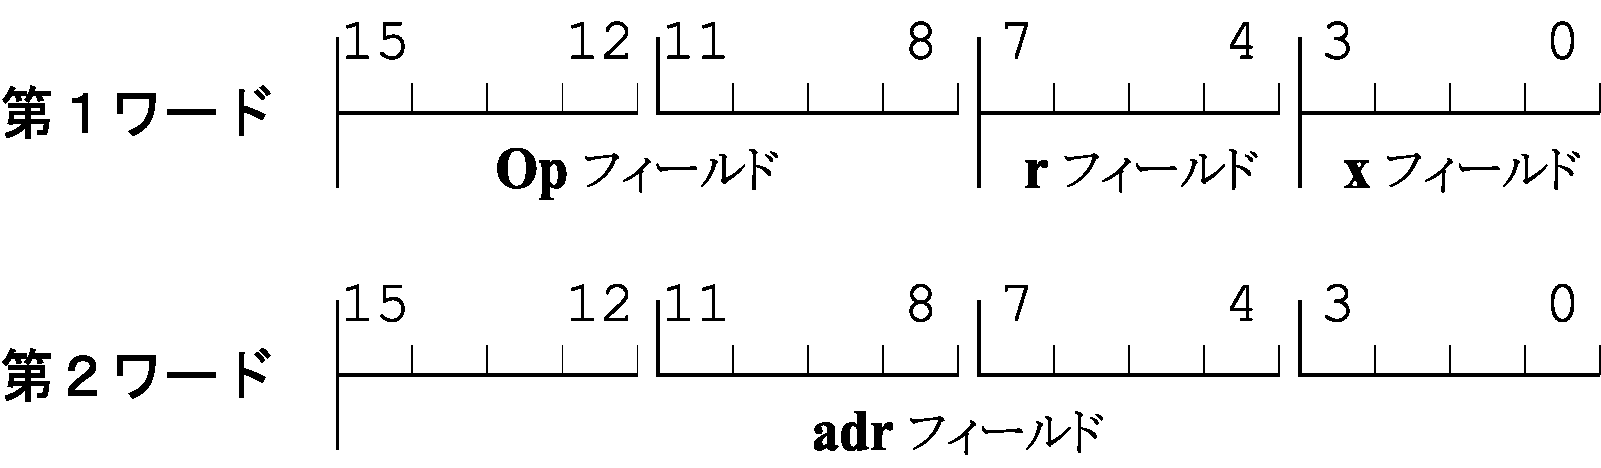 15 12 11 8 7 4 3 0
第１ワード
Op フィールド r フィールド x フィールド
15 12 11 8 7 4 3 0
第２ワード
adr フィールド